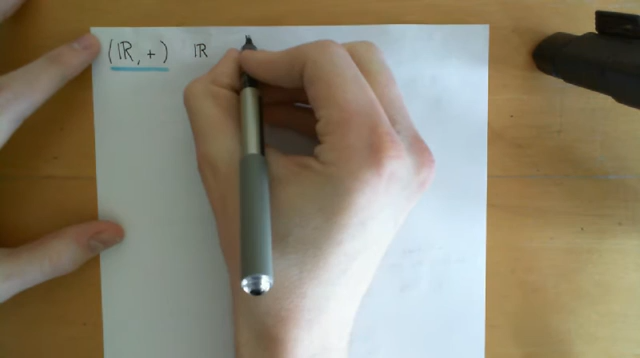 (ℝ, +) ℝ